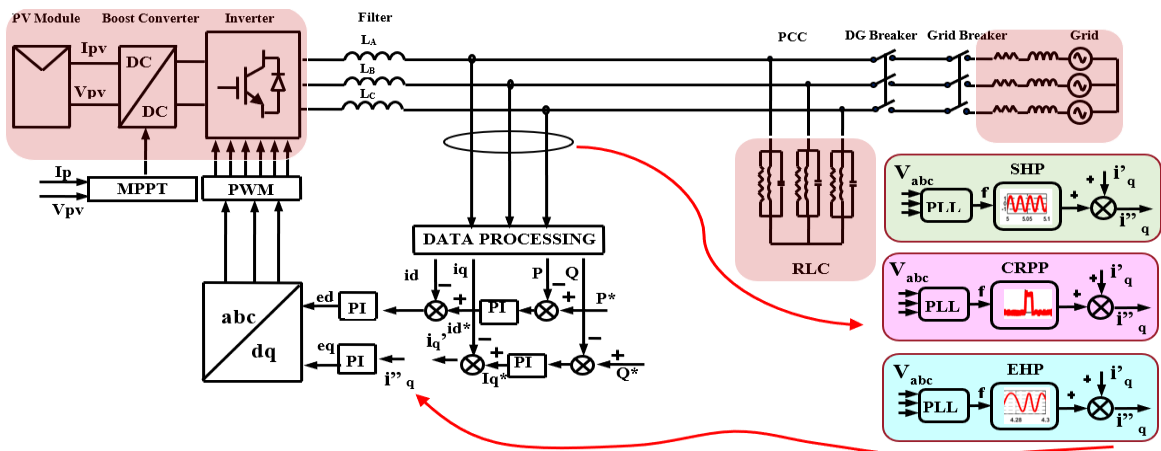 PV Module Boost Converter Inverter Filter
PCC DG Breaker Grid Breaker Grid
Ipv
Vpv
DC
DC
LA
LB
LC
Ip
Vpv
MPPT
PWM
DATA PROCESSING
RLC
id iq P Q
P*
ed PI
id*
PI
abc
dq
eq PI
iq'
i''q
Iq*
PI
Q*
SHP
Vabc
PLL
f
1
0
-1
5 5.05 5.1
+
+
i'q
i''q
CRPP
Vabc
PLL
f
+
+
i'q
i''q
EHP
Vabc
PLL
f
4.28 4.3
+
+
i'q
i''q